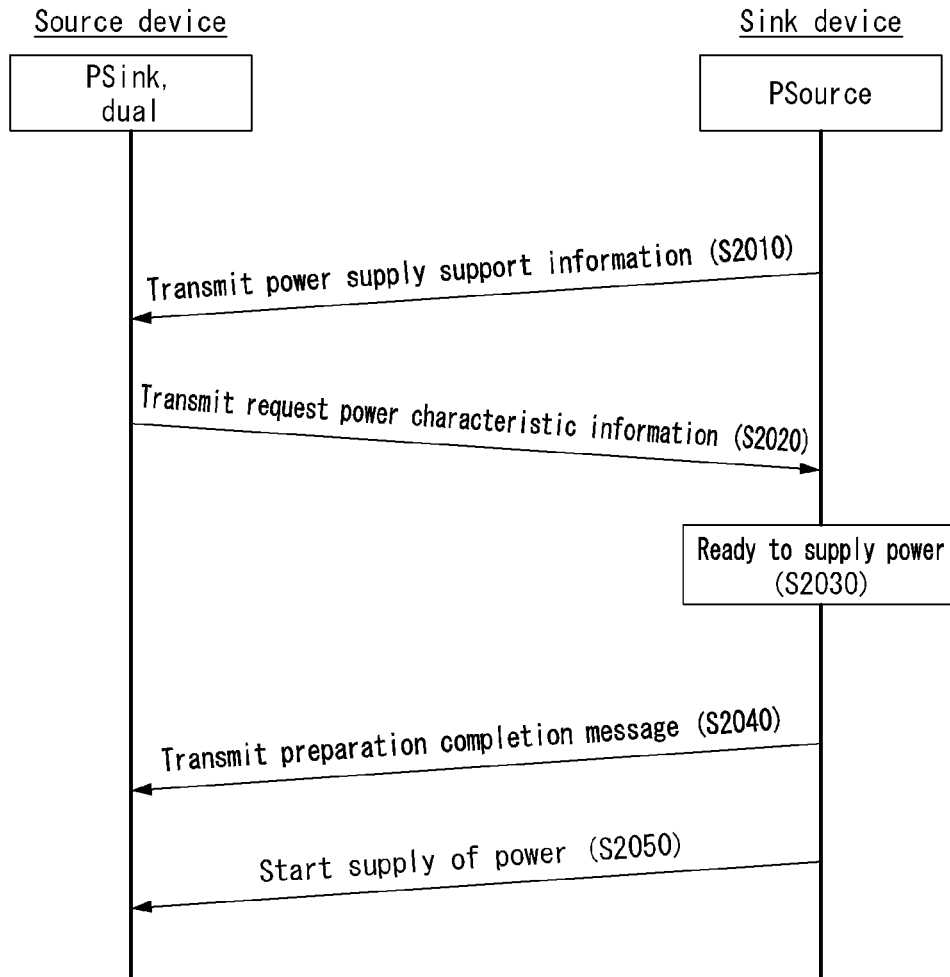 Source device
Sink device
PSink,
dual
PSource
Transmit power supply support information (S2010)
Transmit request power characteristic information (S2020)
Ready to supply power
(S2030)
Transmit preparation completion message (S2040)
Start supply of power (S2050)